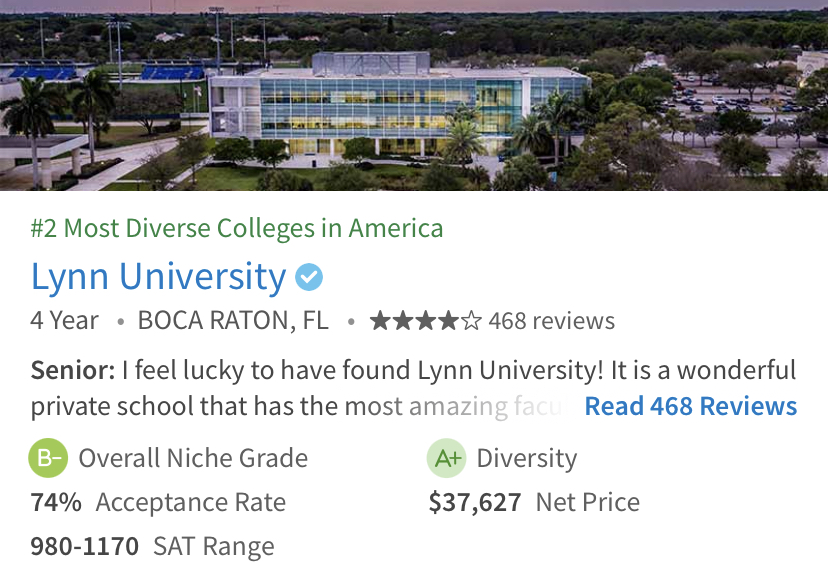 #2 Most Diverse Colleges in America
Lynn University
4 Year • BOCA RATON, FL • ★★★★☆ 468 reviews
Senior: I feel lucky to have found Lynn University! It is a wonderful
private school that has the most amazing facu Read 468 Reviews
B- Overall Niche Grade A+ Diversity
74% Acceptance Rate $37,627 Net Price
980-1170 SAT Range